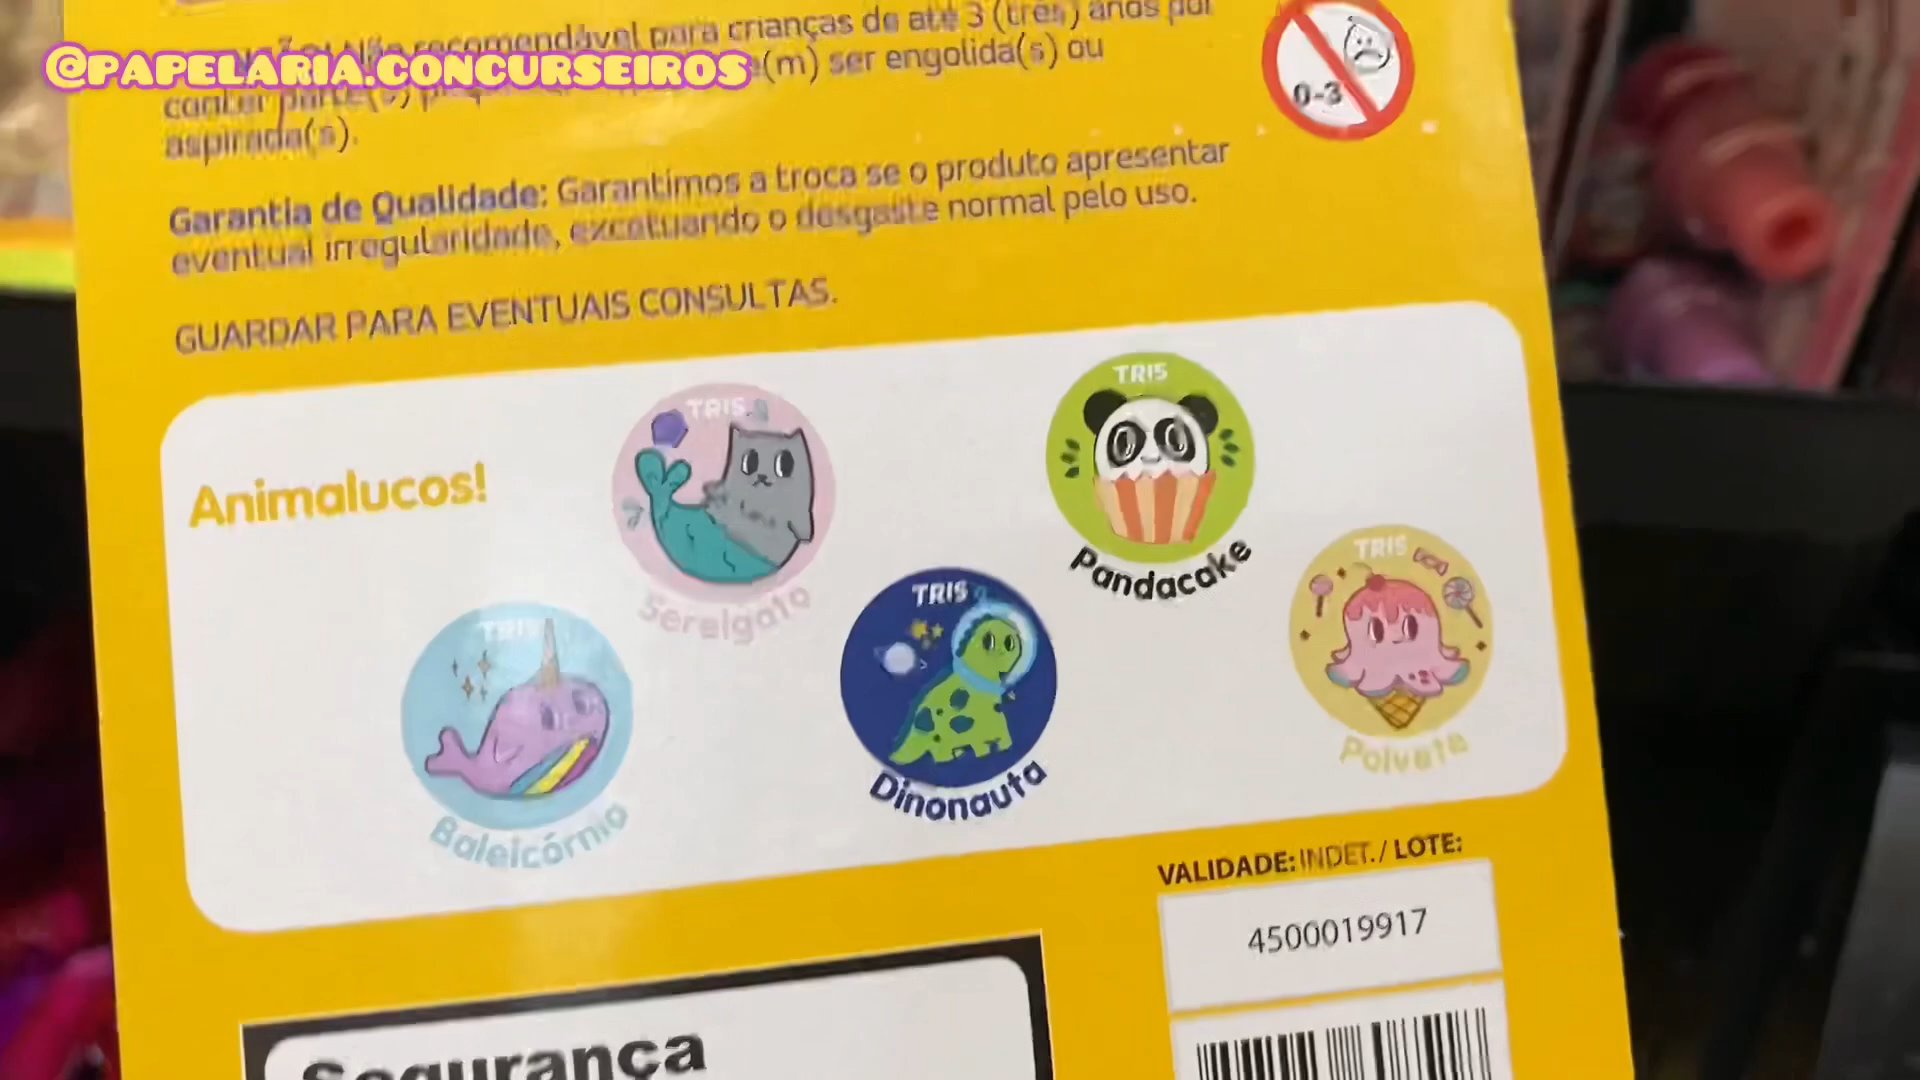 @PAPELARIA.CONCURSEIROS
recomendável para crianças de até 3 (três) anos por
(m) ser engolida(s) ou
conter parte(s)
aspirada(s).
0-3
Garantia de Qualidade: Garantimos a troca se o produto apresentar
eventual irregularidade, excetuando o desgaste normal pelo uso.
GUARDAR PARA EVENTUAIS CONSULTAS.
Animalucos!
TRIS
Sereigato
TRIS
Pandacake
TRIS
Baleicórnio
TRIS
Dinonauta
TRIS
Polvete
VALIDADE: INDET. / LOTE:
4500019917
Segurança